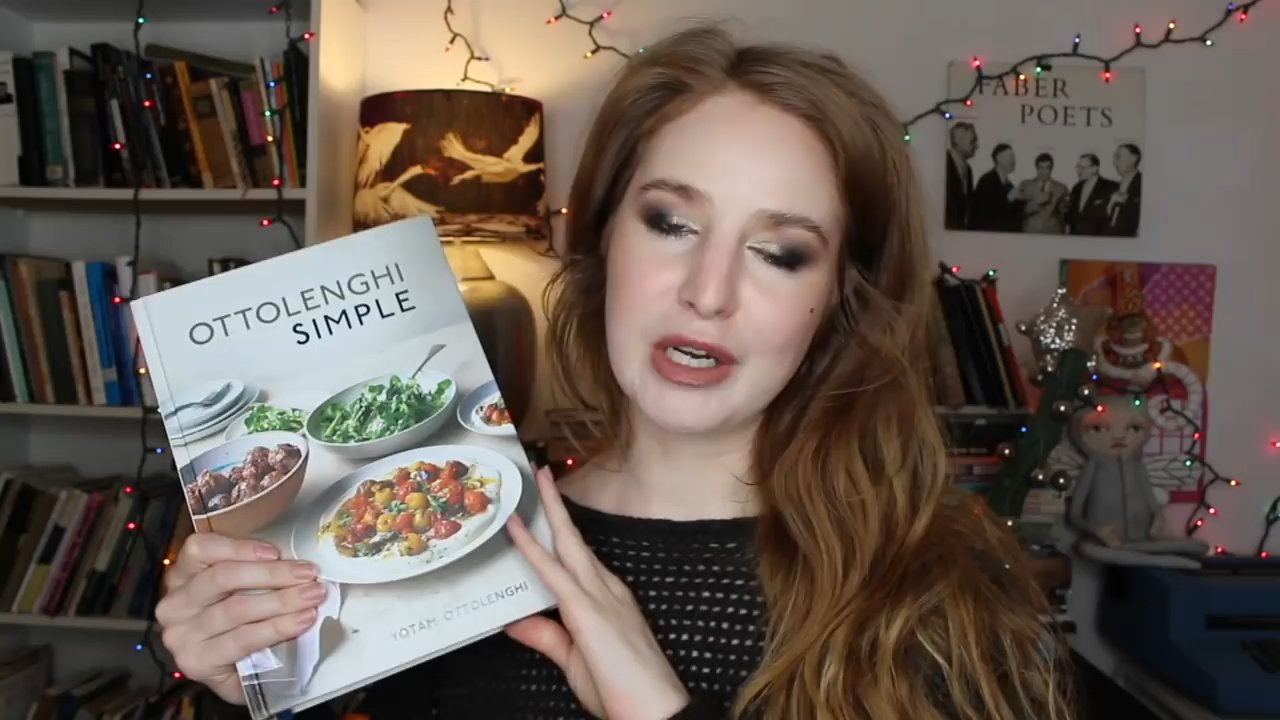 OTTOLENGHI
SIMPLE
YOTAM OTTOLENGHI
FABER
POETS